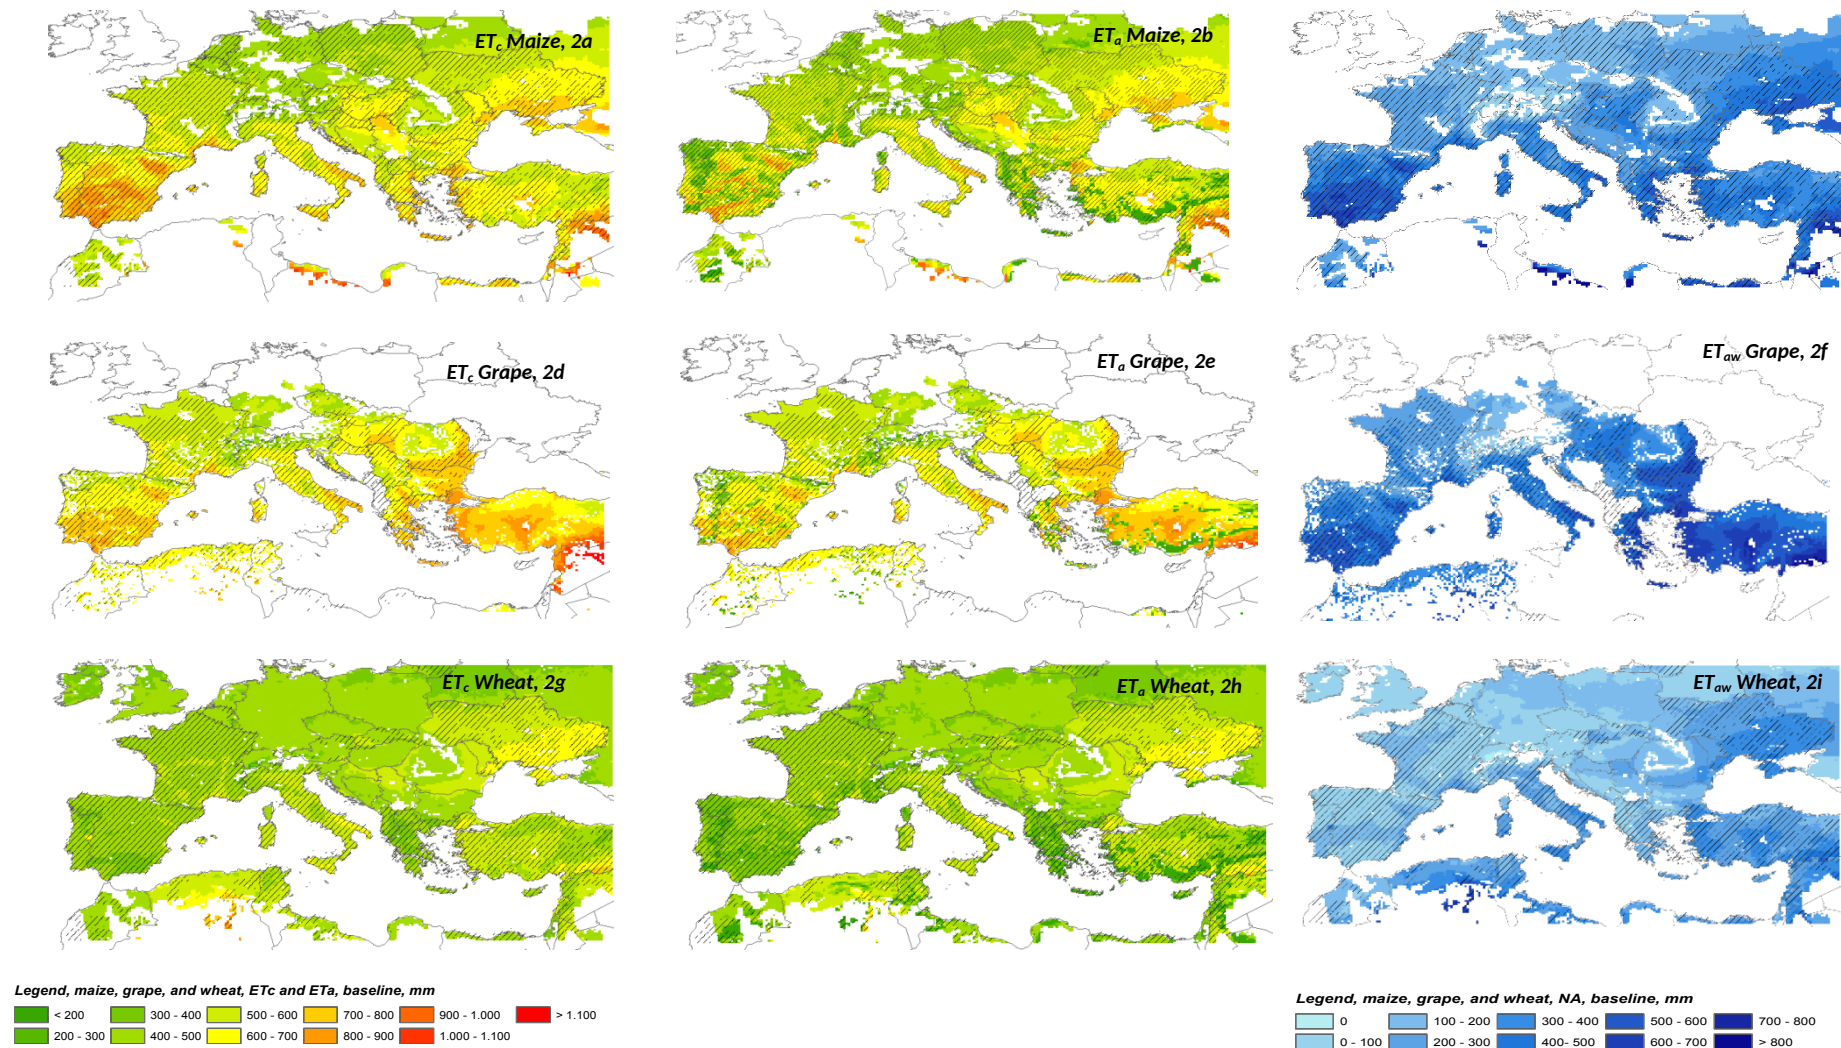 ETc Maize, 2a
ETa Maize, 2b
ETc Grape, 2d
ETa Grape, 2e
ETaw Grape, 2f
ETc Wheat, 2g
ETa Wheat, 2h
ETaw Wheat, 2i
Legend, maize, grape, and wheat, ETc and ETa, baseline, mm
< 200 300 - 400 500 - 600 700 - 800 900 - 1.000 > 1.100
200 - 300 400 - 500 600 - 700 800 - 900 1.000 - 1.100
Legend, maize, grape, and wheat, NA, baseline, mm
0 100 - 200 300 - 400 500 - 600 700 - 800
0 - 100 200 - 300 400- 500 600 - 700 > 800